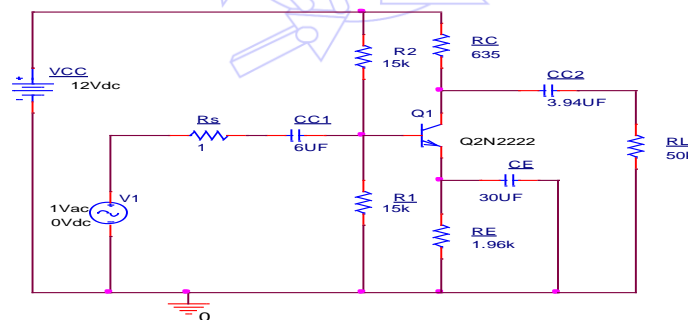 R2
15k
RC
635
VCC
12Vdc
CC2
3.94UF
Rs
1
CC1
6UF
Q1
Q2N2222
RL
V1
1Vac
0Vdc
R1
15k
CE
30UF
RE
1.96k
0